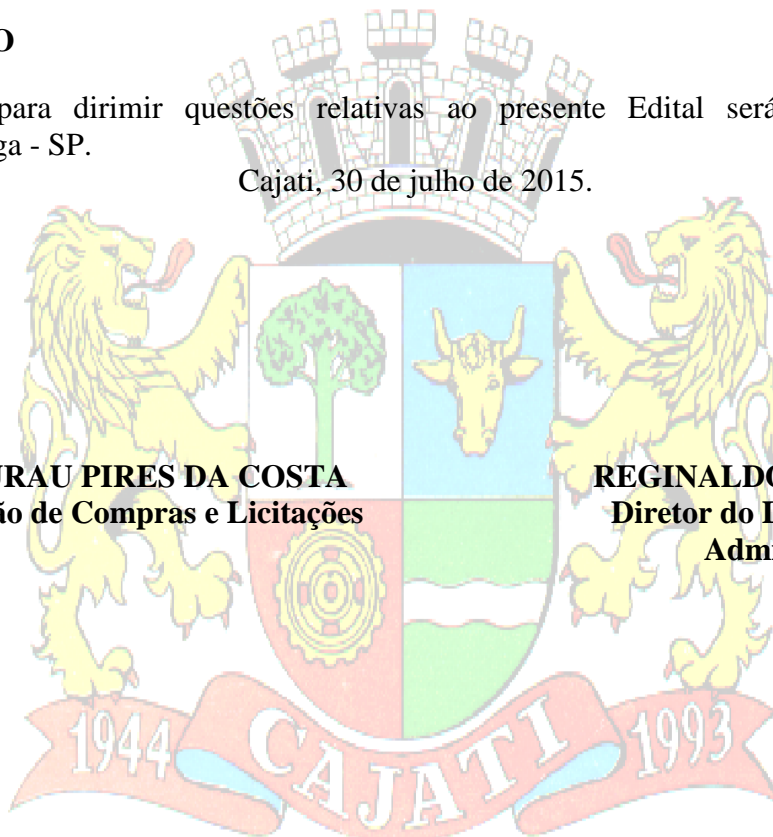 O
para dirimir questões relativas ao presente Edital será
ga - SP.
Cajati, 30 de julho de 2015.
URAU PIRES DA COSTA REGINALDO
ão de Compras e Licitações Diretor do D
Admi
1944 CAJATI 1993